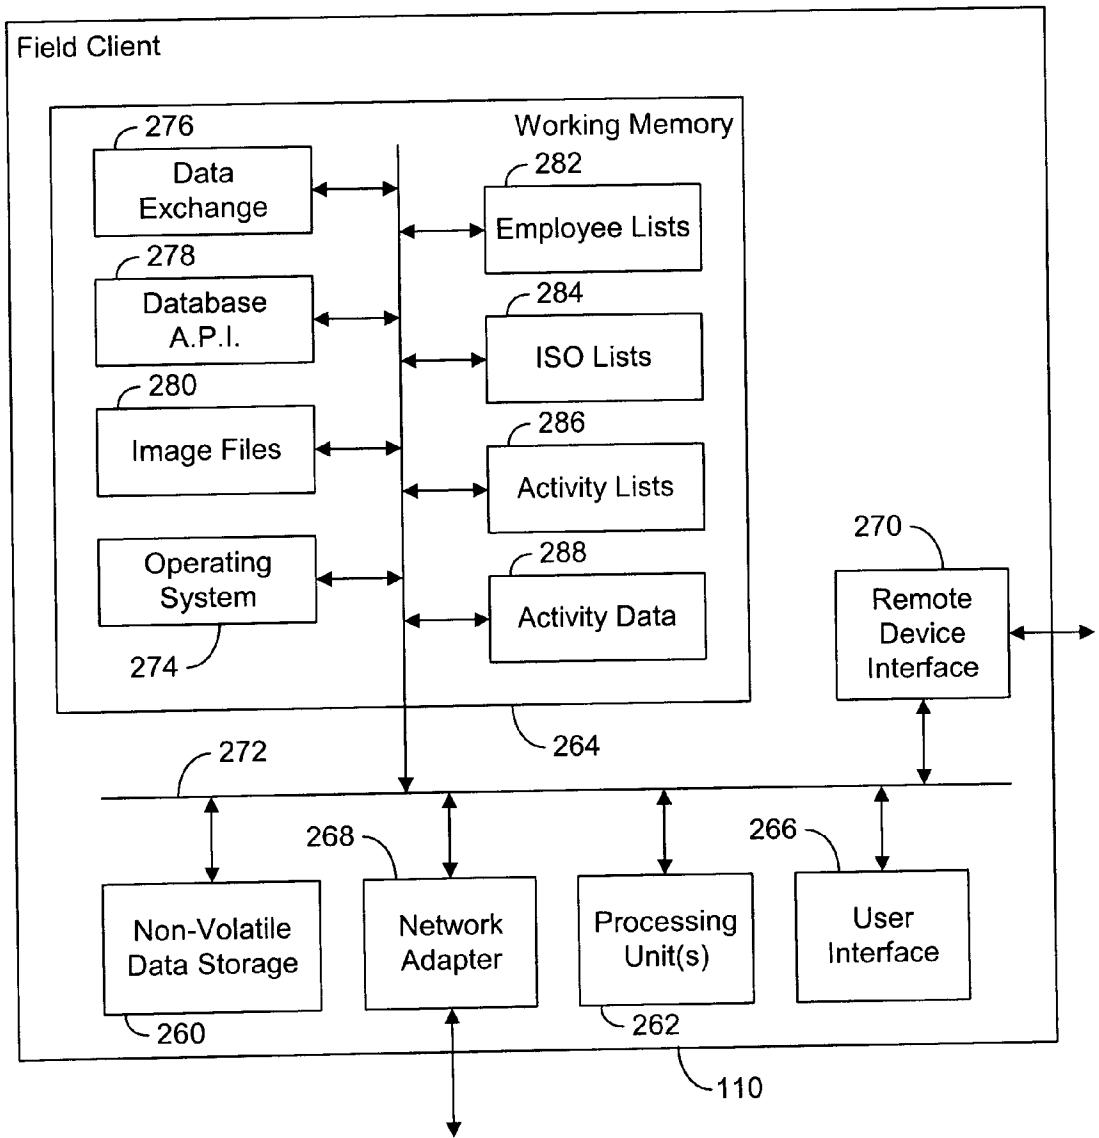 Field Client
Working Memory
276
Data
Exchange
282
Employee Lists
278
Database
A.P.I.
284
ISO Lists
280
Image Files
286
Activity Lists
Operating
System
274
288
Activity Data
270
Remote
Device
Interface
264
272
268
266
Non-Volatile
Data Storage
260
Network
Adapter
Processing
Unit(s)
262
User
Interface
110